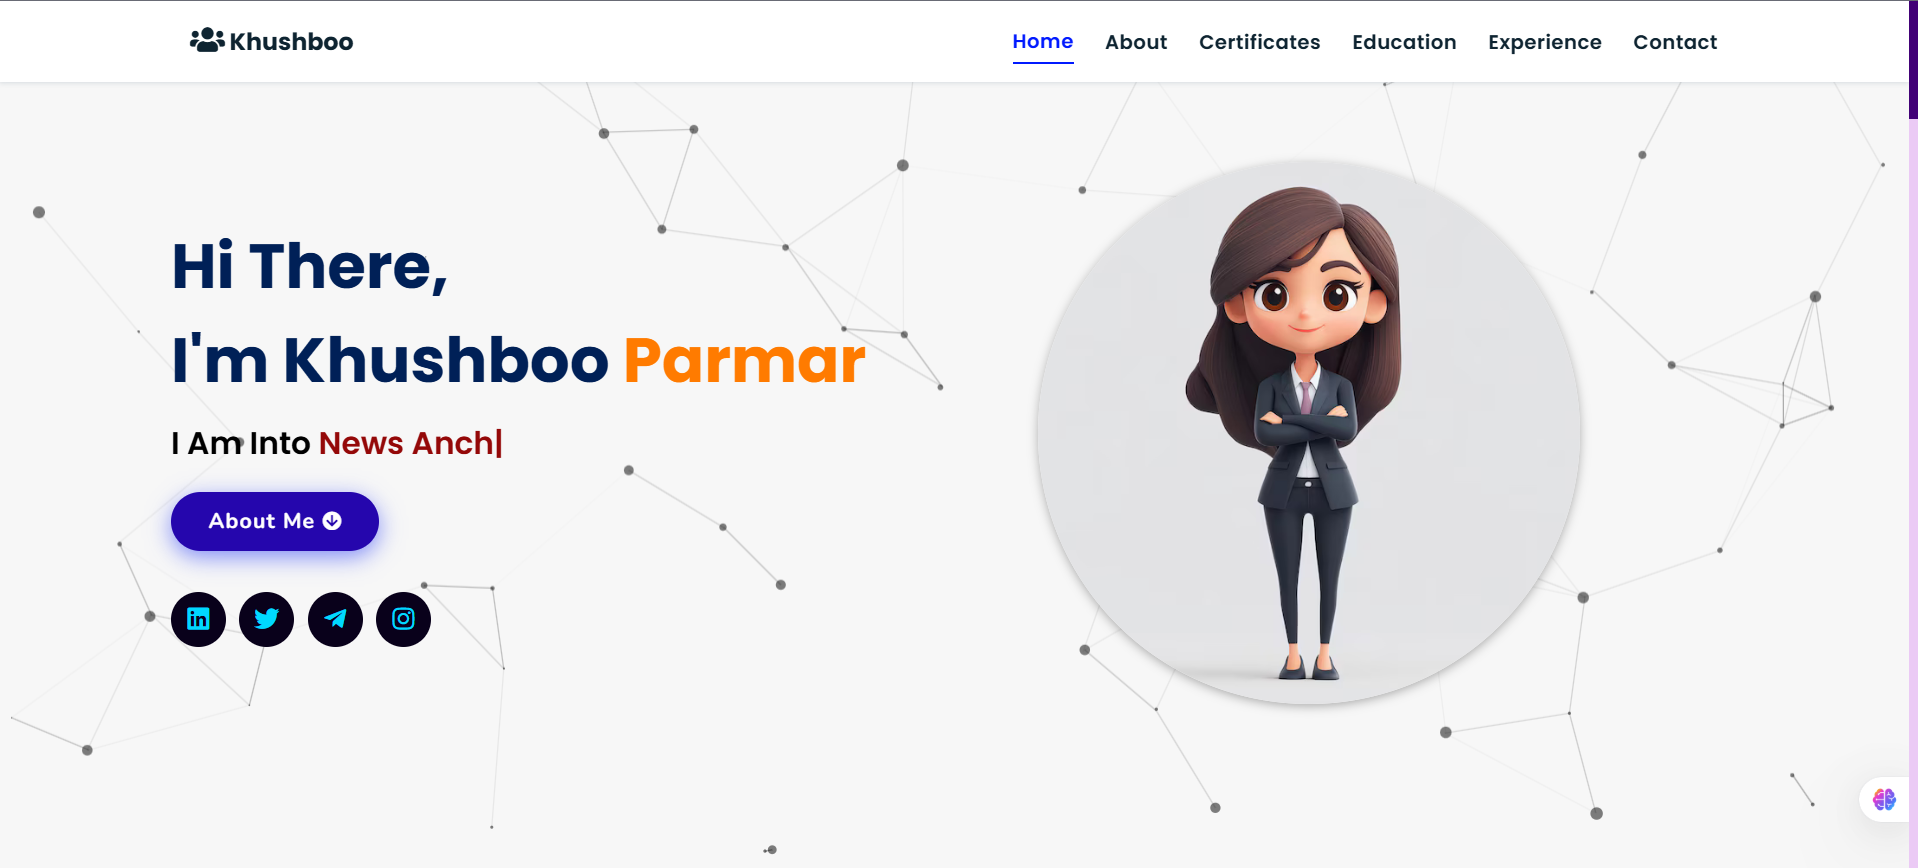 Khushboo
Home About Certificates Education Experience Contact
Hi There,
I'm Khushboo Parmar
I Am Into News Anch|
About Me